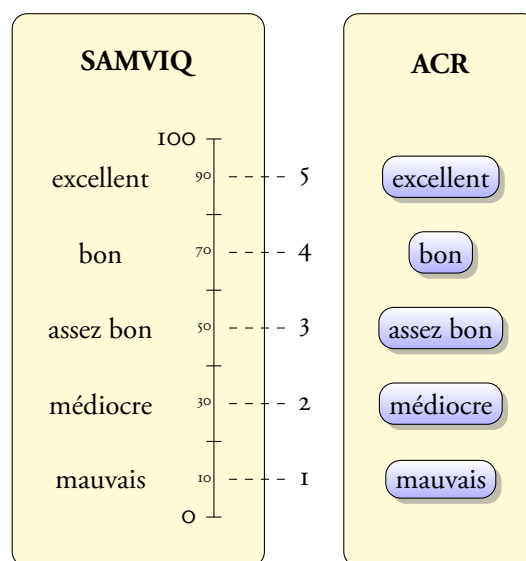 SAMVIQ ACR
100
excellent 90 5 excellent
bon 70 4 bon
assez bon 50 3 assez bon
médiocre 30 2 médiocre
mauvais 10 1 mauvais
0